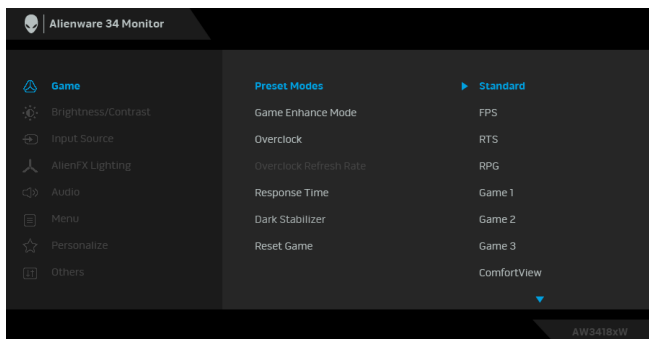 Alienware 34 Monitor
Game
Brightness/Contrast
Input Source
AlienFX Lighting
Audio
Menu
Personalize
Others
Preset Modes
Game Enhance Mode
Overclock
Overclock Refresh Rate
Response Time
Dark Stabilizer
Reset Game
Standard
FPS
RTS
RPG
Game 1
Game 2
Game 3
ComfortView
AW3418xW